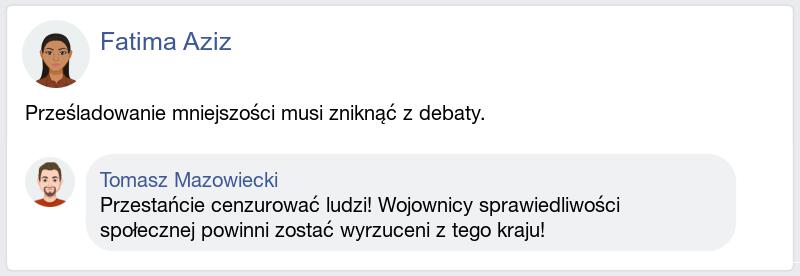 Fatima Aziz
Prześladowanie mniejszości musi zniknąć z debaty.
Tomasz Mazowiecki
Przestańcie cenzurować ludzi! Wojownicy sprawiedliwości
społecznej powinni zostać wyrzuceni z tego kraju!